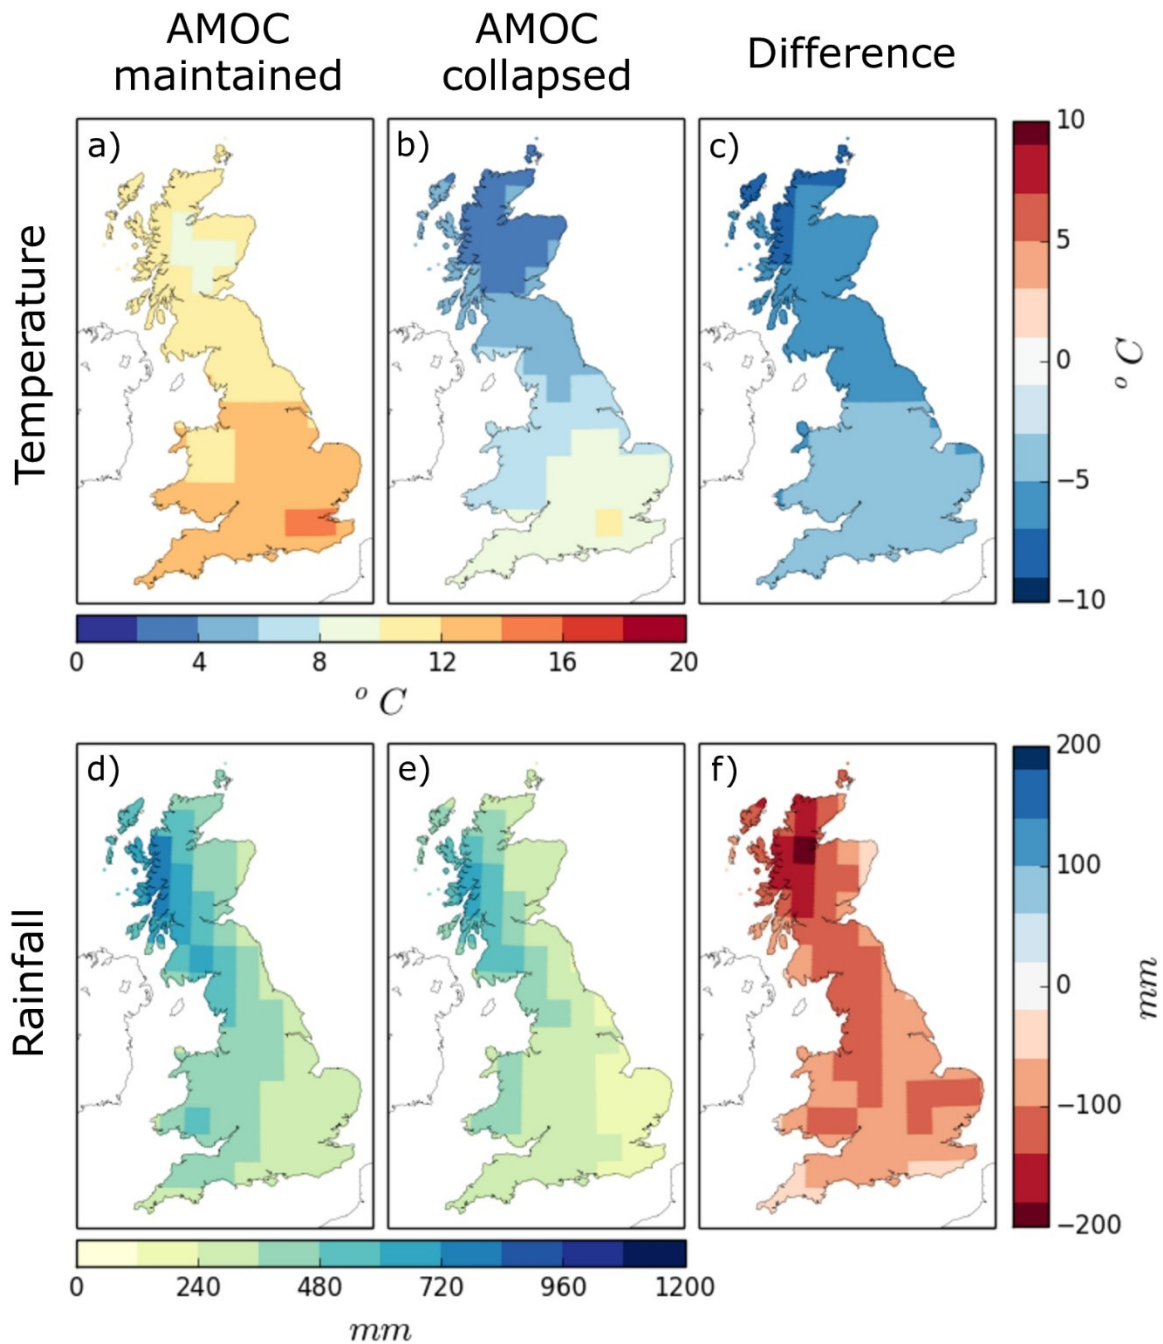 AMOC
maintained
AMOC
collapsed
Difference
Temperature
a)
b)
c)
10
5
0
−5
−10
° C
0 4 8 12 16 20
° C
Rainfall
d)
e)
f)
200
100
0
−100
−200
mm
0 240 480 720 960 1200
mm